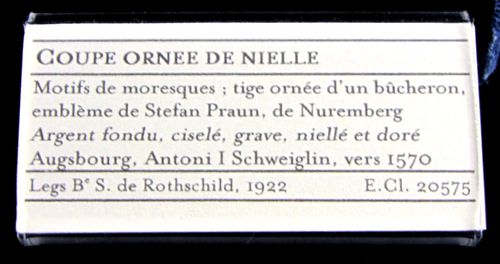 COUPE ORNEE DE NIELLE
Motifs de moresques ; tige ornée d'un bûcheron,
emblème de Stefan Praun, de Nuremberg
Argent fondu, ciselé, grave, niellé et doré
Augsbourg, Antoni I Schweiglin, vers 1570
Legs Bᵉ S. de Rothschild, 1922 E.Cl. 20575